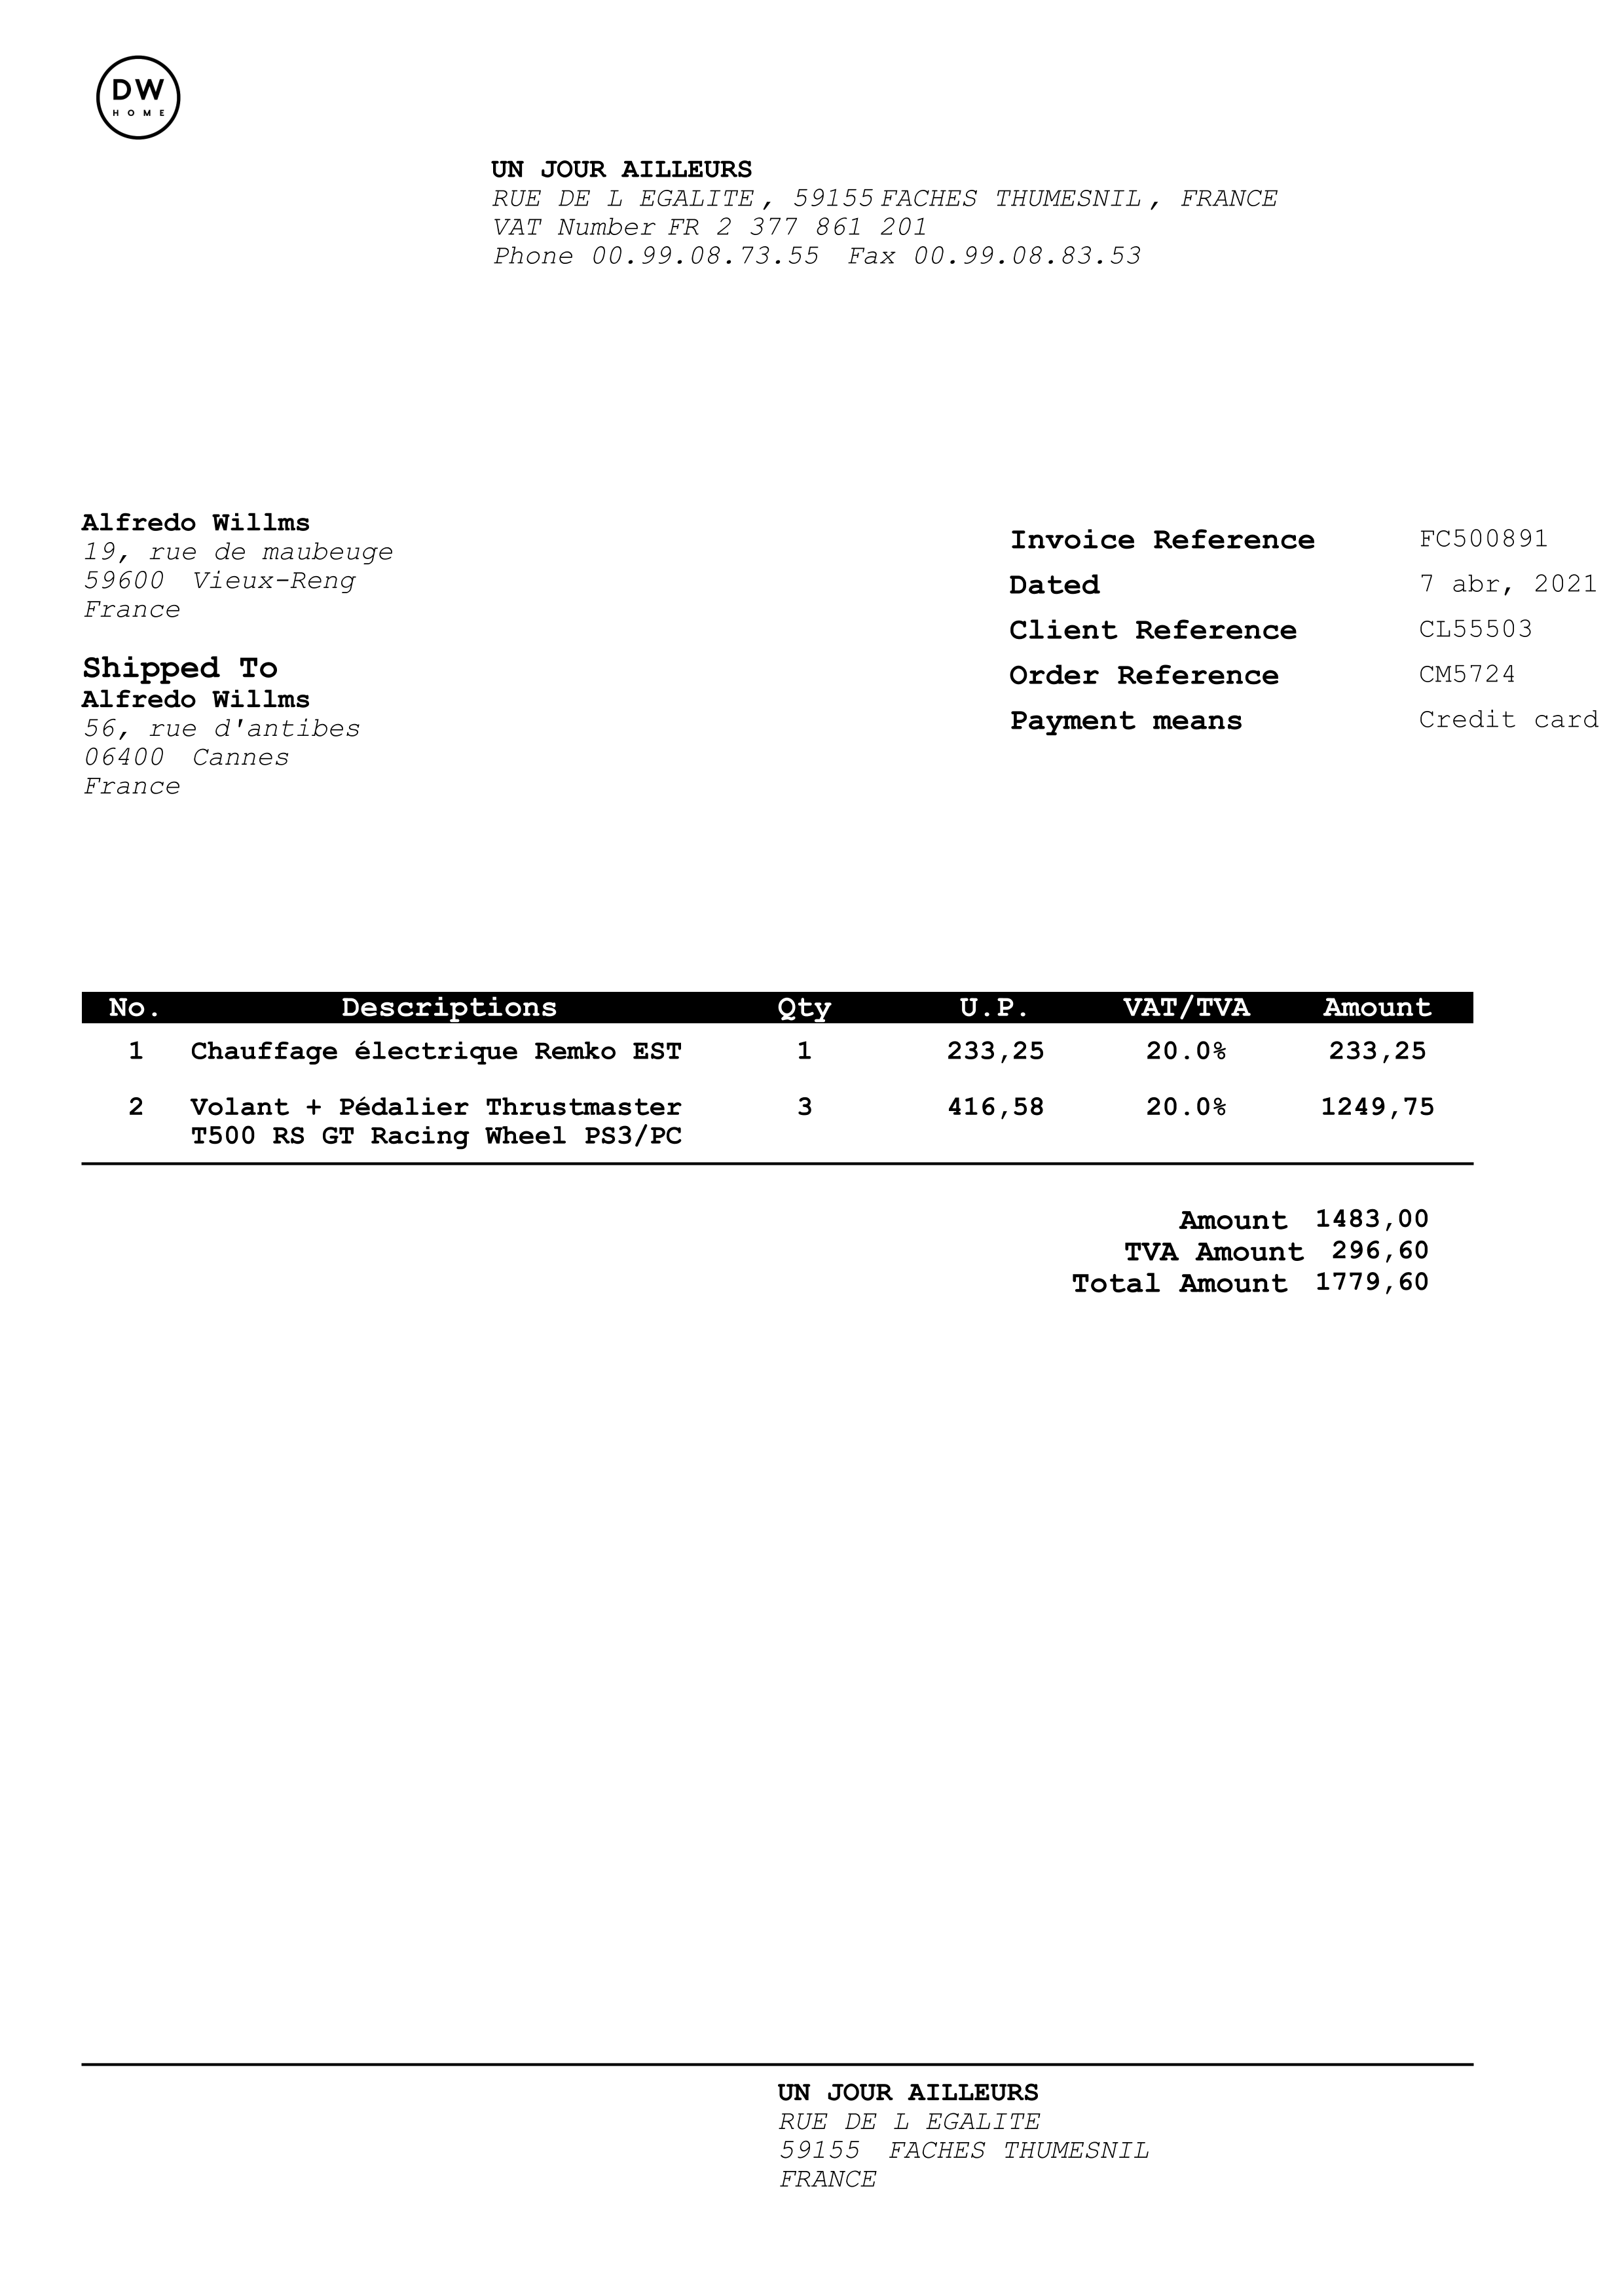 DW
HOME
UN JOUR AILLEURS
RUE DE L EGALITE, 59155 FACHES THUMESNIL, FRANCE
VAT Number FR 2 377 861 201
Phone 00.99.08.73.55 Fax 00.99.08.83.53
Alfredo Willms
19, rue de maubeuge
59600 Vieux-Reng
France
Shipped To
Alfredo Willms
56, rue d'antibes
06400 Cannes
France
Invoice Reference FC500891
Dated 7 abr, 2021
Client Reference CL55503
Order Reference CM5724
Payment means Credit card
No. Descriptions Qty U.P. VAT/TVA Amount
1 Chauffage électrique Remko EST 1 233,25 20.0% 233,25
2 Volant + Pédalier Thrustmaster 3 416,58 20.0% 1249,75
T500 RS GT Racing Wheel PS3/PC
Amount 1483,00
TVA Amount 296,60
Total Amount 1779,60
UN JOUR AILLEURS
RUE DE L EGALITE
59155 FACHES THUMESNIL
FRANCE